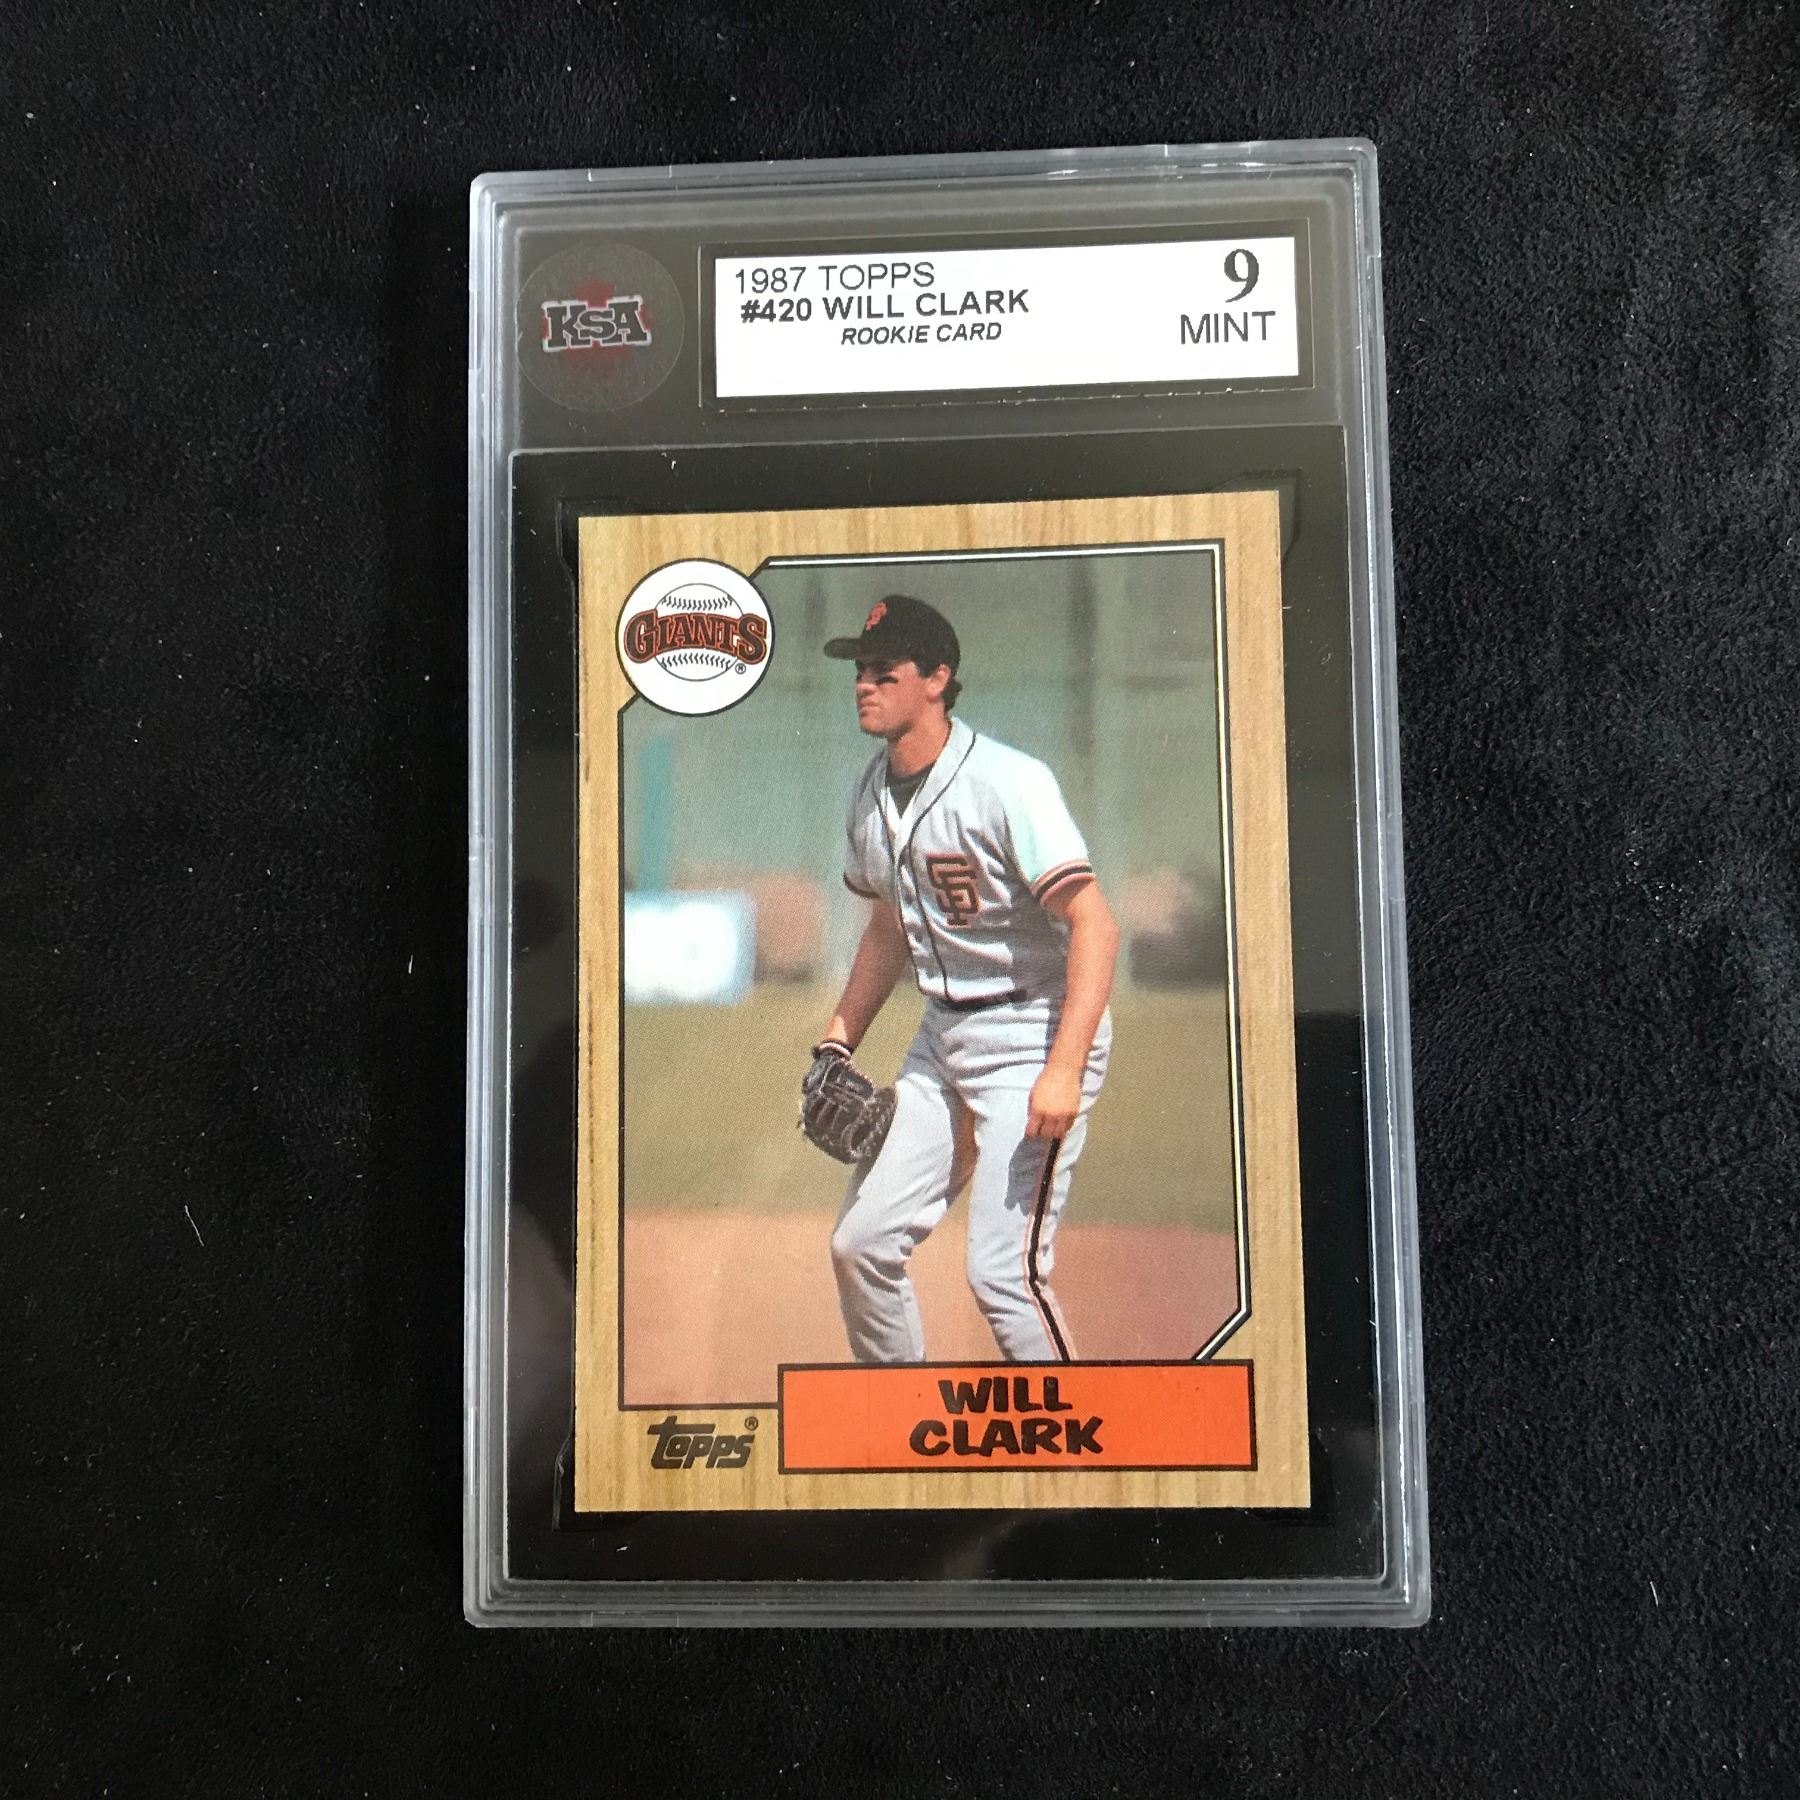 KSA
1987 TOPPS
#420 WILL CLARK
ROOKIE CARD
9
MINT
GIANTS®
SF
SF
WILL
CLARK
topps®